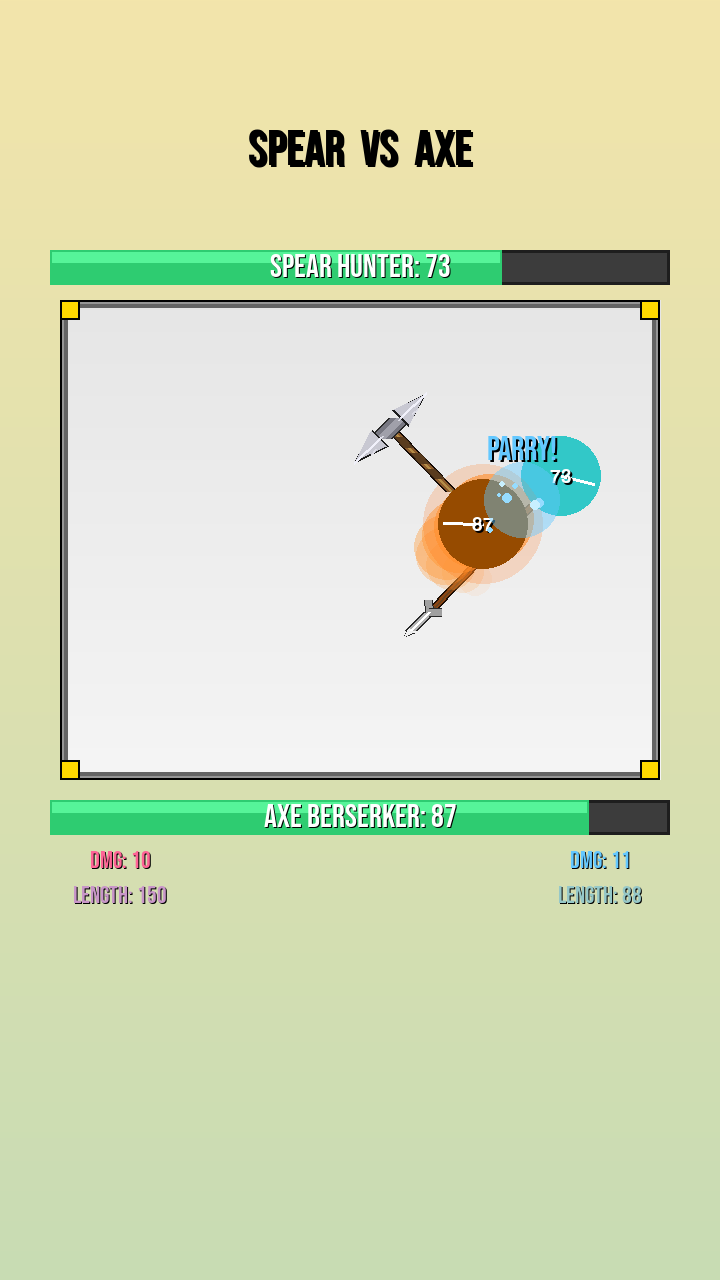 SPEAR VS AXE
SPEAR HUNTER: 73
PARRY!
73
87
AXE BERSERKER: 87
DMG: 10
DMG: 11
LENGTH: 150
LENGTH: 88